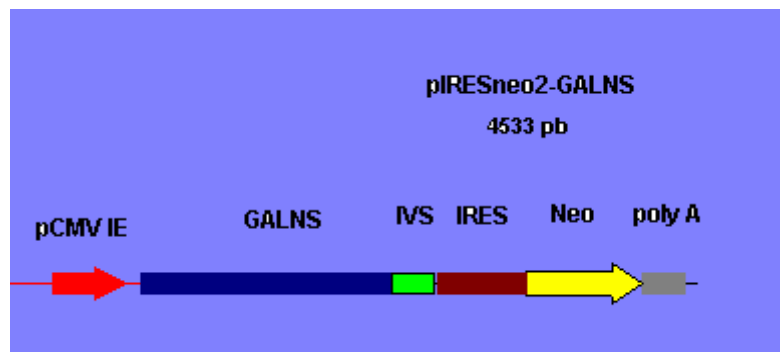 pIRESneo2-GALNS
4533 pb
pCMV IE GALNS IVS IRES Neo poly A